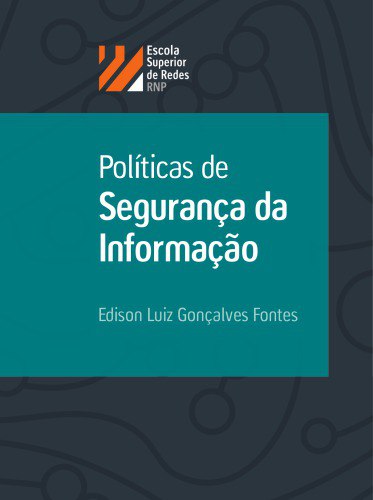 Escola
Superior
de Redes
RNP
Políticas de
Segurança da
Informação
Edison Luiz Gonçalves Fontes